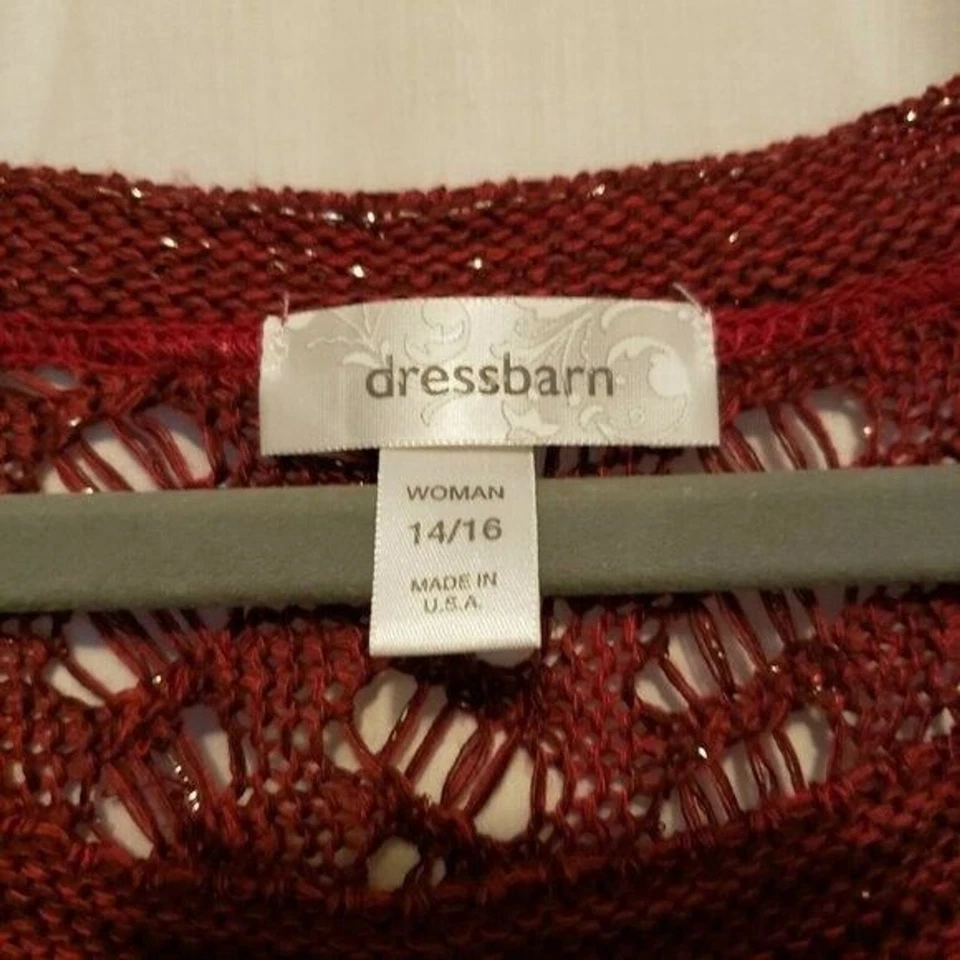 dressbarn
WOMAN
14/16
MADE IN
U.S.A.